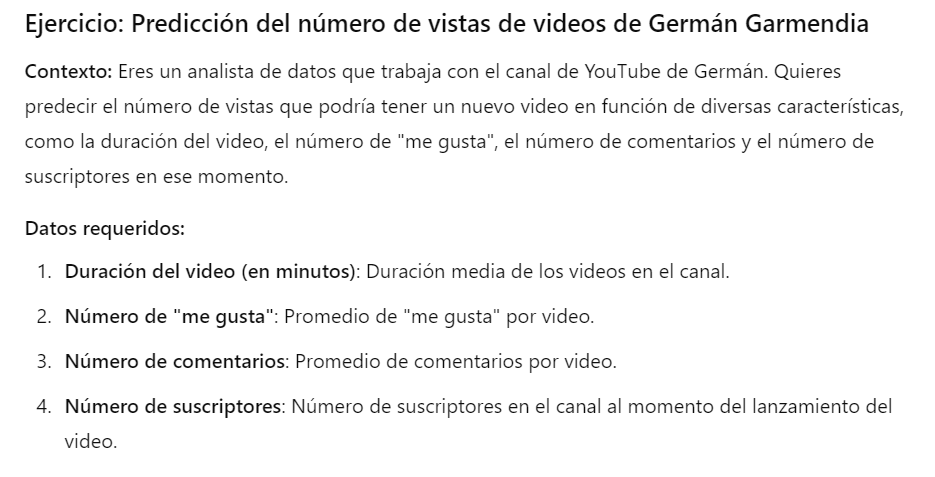 Ejercicio: Predicción del número de vistas de videos de Germán Garmendia
Contexto: Eres un analista de datos que trabaja con el canal de YouTube de Germán. Quieres
predecir el número de vistas que podría tener un nuevo video en función de diversas características,
como la duración del video, el número de "me gusta", el número de comentarios y el número de
suscriptores en ese momento.
Datos requeridos:
1. Duración del video (en minutos): Duración media de los videos en el canal.
2. Número de "me gusta": Promedio de "me gusta" por video.
3. Número de comentarios: Promedio de comentarios por video.
4. Número de suscriptores: Número de suscriptores en el canal al momento del lanzamiento del
video.